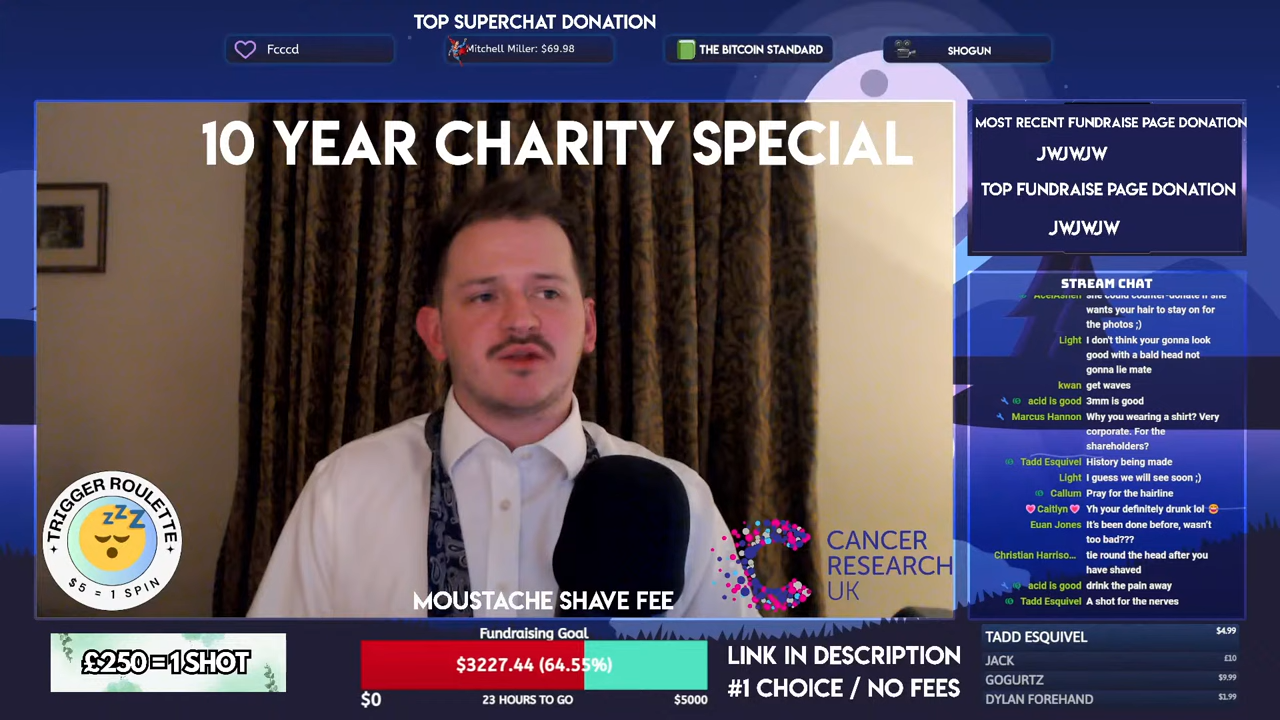 TOP SUPERCHAT DONATION
Fcccd
Mitchell Miller: $69.98
THE BITCOIN STANDARD
SHOGUN
10 YEAR CHARITY SPECIAL
MOST RECENT FUNDRAISE PAGE DONATION
JWJWJW
TOP FUNDRAISE PAGE DONATION
JWJWJW
STREAM CHAT
she could counter-donate if she
wants your hair to stay on for
the photos ;)
Light I don't think your gonna look
good with a bald head not
gonna lie mate
kwan get waves
acid is good 3mm is good
Marcus Hannon Why you wearing a shirt? Very
corporate. For the
shareholders?
Tadd Esquivel History being made
Light I guess we will see soon ;)
Callum Pray for the hairline
Caitlyn Yh your definitely drunk lol
Euan Jones It's been done before, wasn't
too bad???
Christian Harriso... tie round the head after you
have shaved
acid is good drink the pain away
Tadd Esquivel A shot for the nerves
TRIGGER ROULETTE
ZZZ
$5 = 1 SPIN
CANCER
RESEARCH
UK
MOUSTACHE SHAVE FEE
£250 = 1 SHOT
Fundraising Goal
$3227.44 (64.55%)
$0
23 HOURS TO GO
$5000
LINK IN DESCRIPTION
#1 CHOICE / NO FEES
TADD ESQUIVEL $4.99
JACK £10
GOGURTZ $9.99
DYLAN FOREHAND $1.99